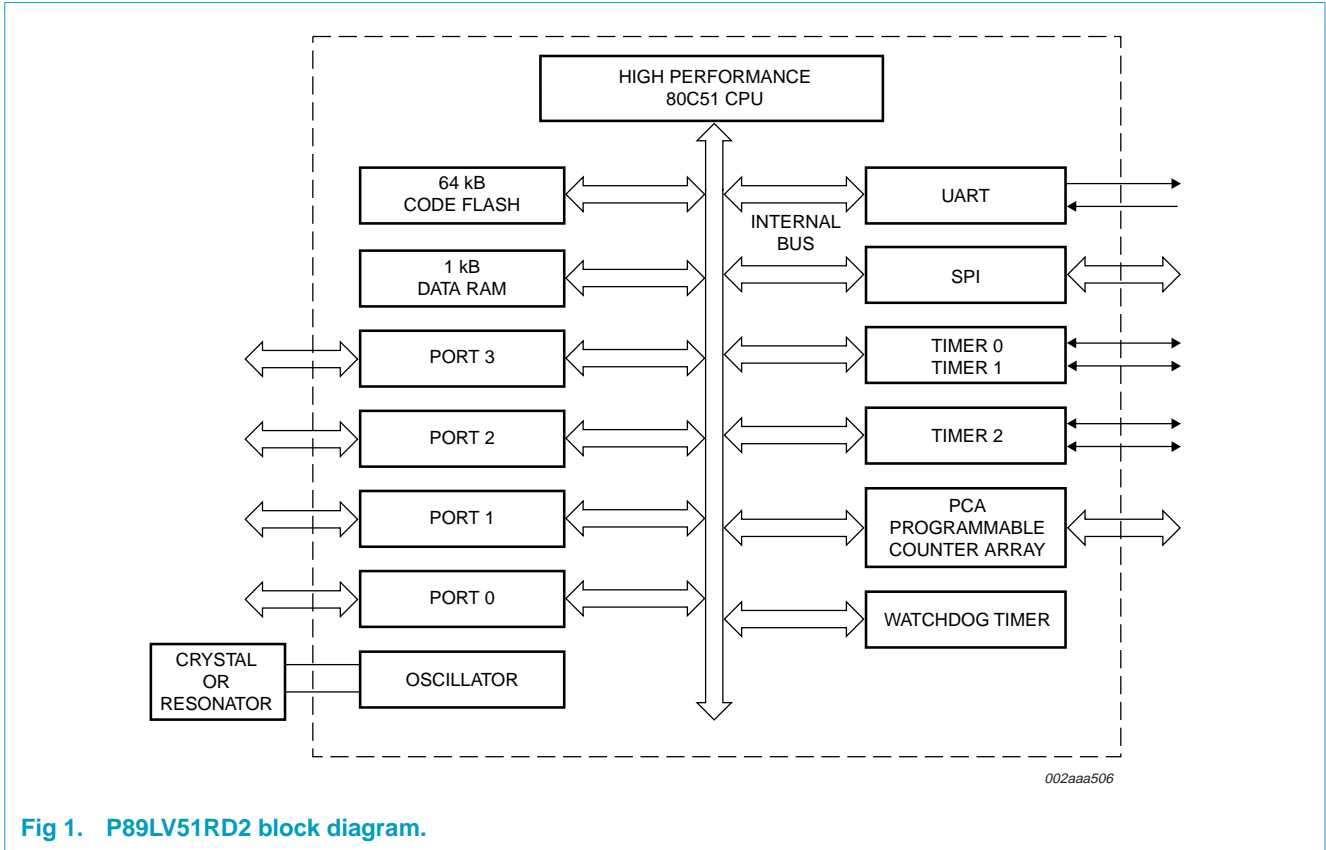 HIGH PERFORMANCE
80C51 CPU
64 kB
CODE FLASH
UART
INTERNAL
BUS
1 kB
DATA RAM
SPI
PORT 3
TIMER 0
TIMER 1
PORT 2
TIMER 2
PORT 1
PCA
PROGRAMMABLE
COUNTER ARRAY
PORT 0
WATCHDOG TIMER
CRYSTAL
OR
RESONATOR
OSCILLATOR
002aaa506
Fig 1. P89LV51RD2 block diagram.